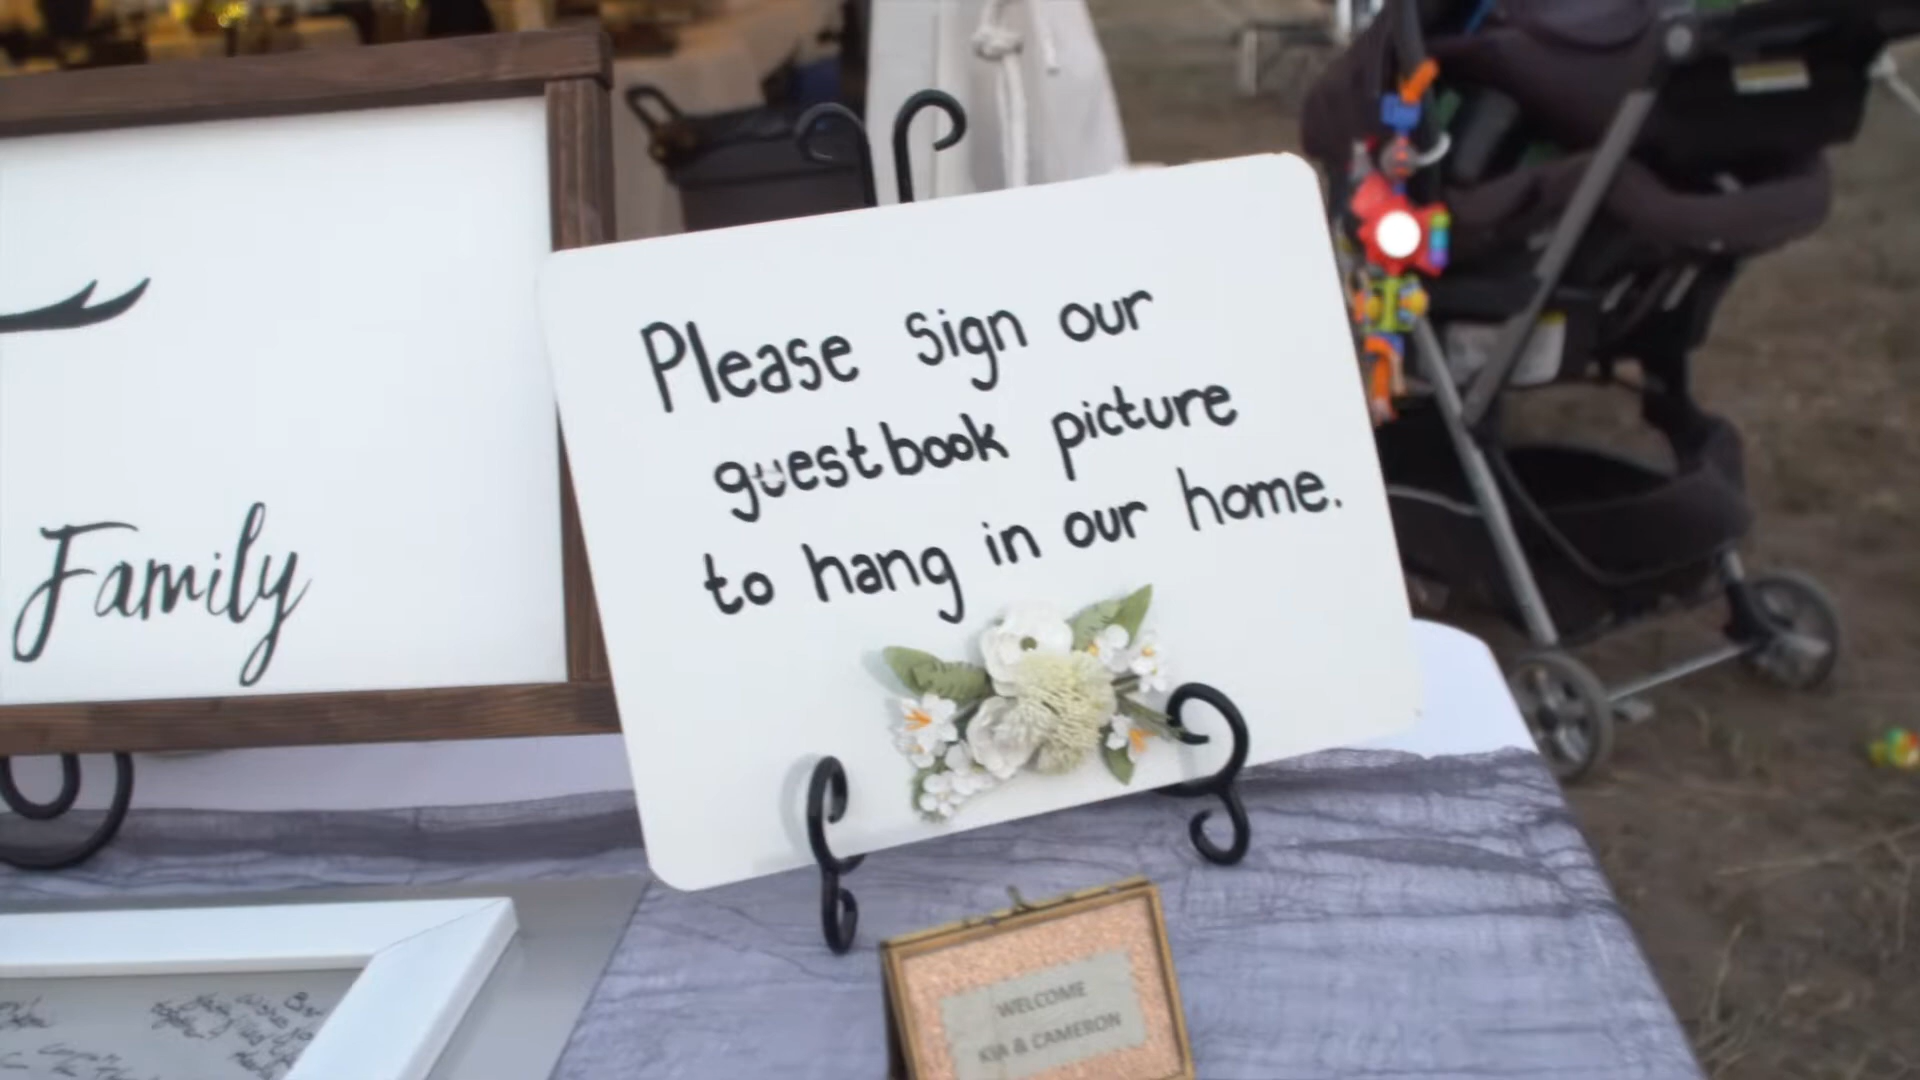 Family
Please sign our
guestbook picture
to hang in our home.
WELCOME
KIA & CAMERON